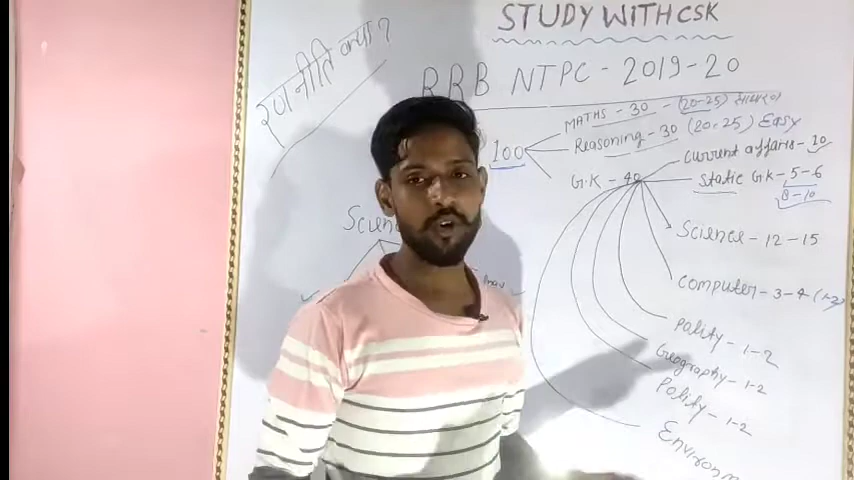 STUDY WITH CSK
रणनीति क्या ?
RRB NTPC - 2019-20
100
MATHS - 30 - (20-25)
Reasoning - 30 (20-25) Easy
G.K - 40
Current affairs - 10
Static GK - 5-6
8-10
Science - 12-15
Computer - 3-4 (1-2)
Polity - 1-2
Geography - 1-2
Polity - 1-2
Environm
Scien